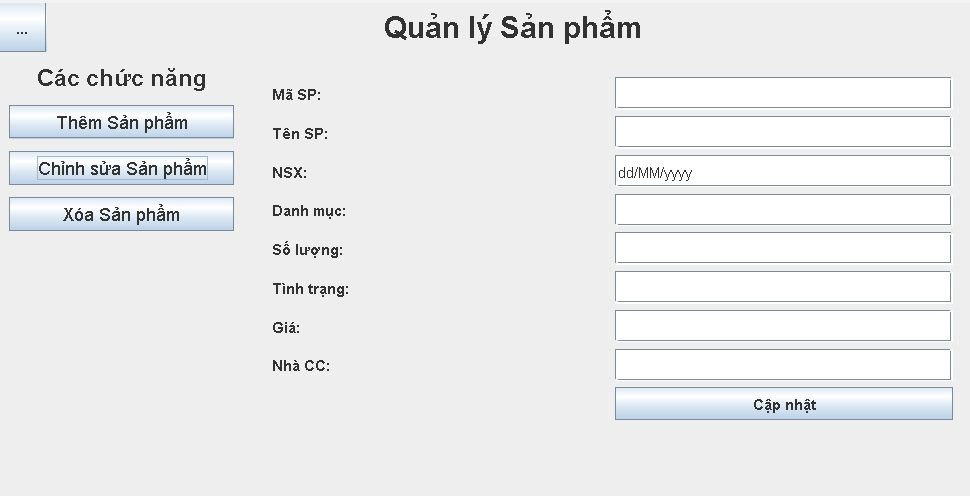 ...
Quản lý Sản phẩm
Các chức năng
Thêm Sản phẩm
Chỉnh sửa Sản phẩm
Xóa Sản phẩm
Mã SP:
Tên SP:
NSX:
dd/MM/yyyy
Danh mục:
Số lượng:
Tình trạng:
Giá:
Nhà CC:
Cập nhật